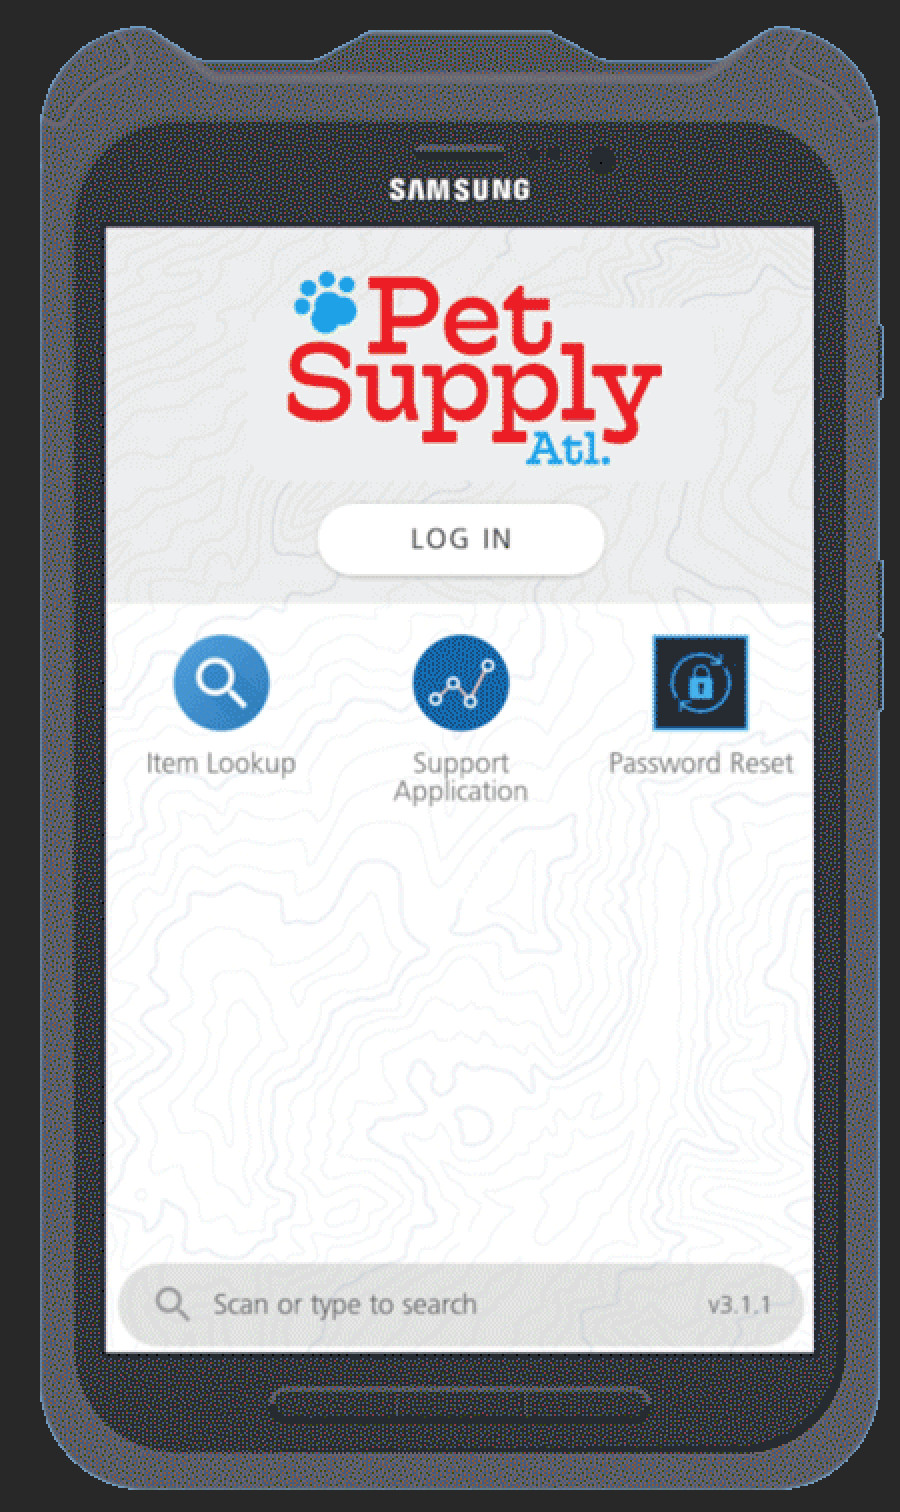 SAMSUNG
Pet
Supply
Atl.
LOG IN
Item Lookup
Support
Application
Password Reset
Scan or type to search
v3.1.1